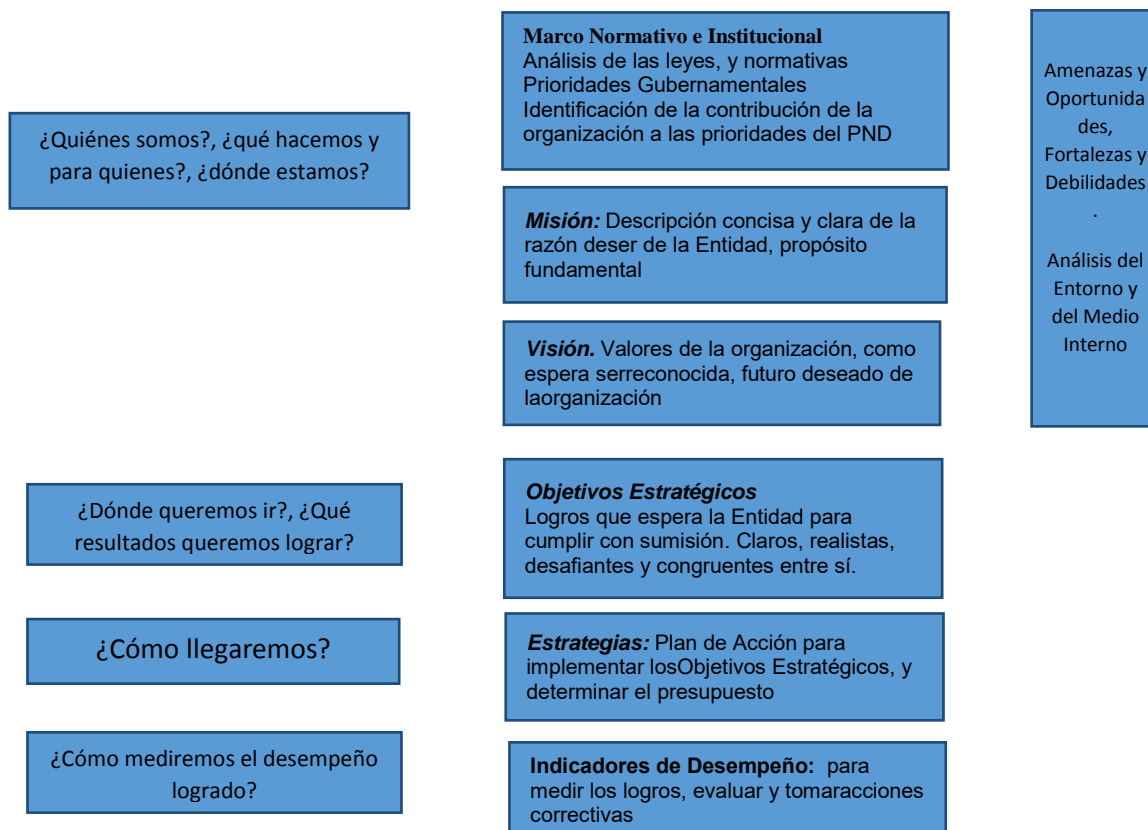 ¿Quiénes somos?, ¿qué hacemos y
para quienes?, ¿dónde estamos?
Marco Normativo e Institucional
Análisis de las leyes, y normativas
Prioridades Gubernamentales
Identificación de la contribución de la
organización a las prioridades del PND
Misión: Descripción concisa y clara de la
razón deser de la Entidad, propósito
fundamental
Visión. Valores de la organización, como
espera serreconocida, futuro deseado de
laorganización
Amenazas y
Oportunida
des,
Fortalezas y
Debilidades
.
Análisis del
Entorno y
del Medio
Interno
¿Dónde queremos ir?, ¿Qué
resultados queremos lograr?
Objetivos Estratégicos
Logros que espera la Entidad para
cumplir con sumisión. Claros, realistas,
desafiantes y congruentes entre sí.
¿Cómo llegaremos?
Estrategias: Plan de Acción para
implementar losObjetivos Estratégicos, y
determinar el presupuesto
¿Cómo mediremos el desempeño
logrado?
Indicadores de Desempeño: para
medir los logros, evaluar y tomaracciones
correctivas